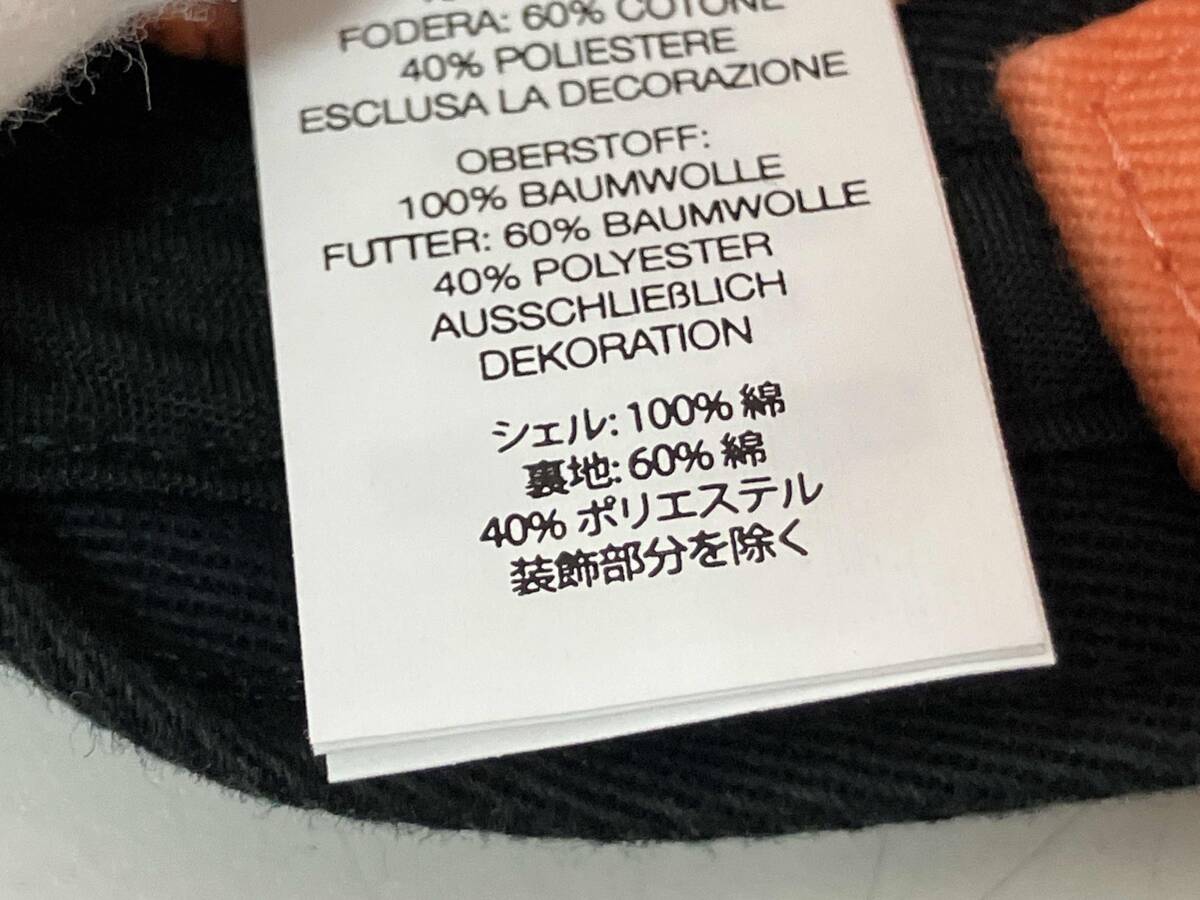 FODERA: 60% COTONE
40% POLIESTERE
ESCLUSA LA DECORAZIONE
OBERSTOFF:
100% BAUMWOLLE
FUTTER: 60% BAUMWOLLE
40% POLYESTER
AUSSCHLIEßLICH
DEKORATION
シェル: 100% 綿
裏地: 60% 綿
40% ポリエステル
装飾部分を除く